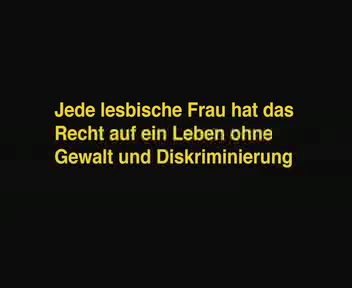 Jede lesbische Frau hat das
Recht auf ein Leben ohne
Gewalt und Diskriminierung